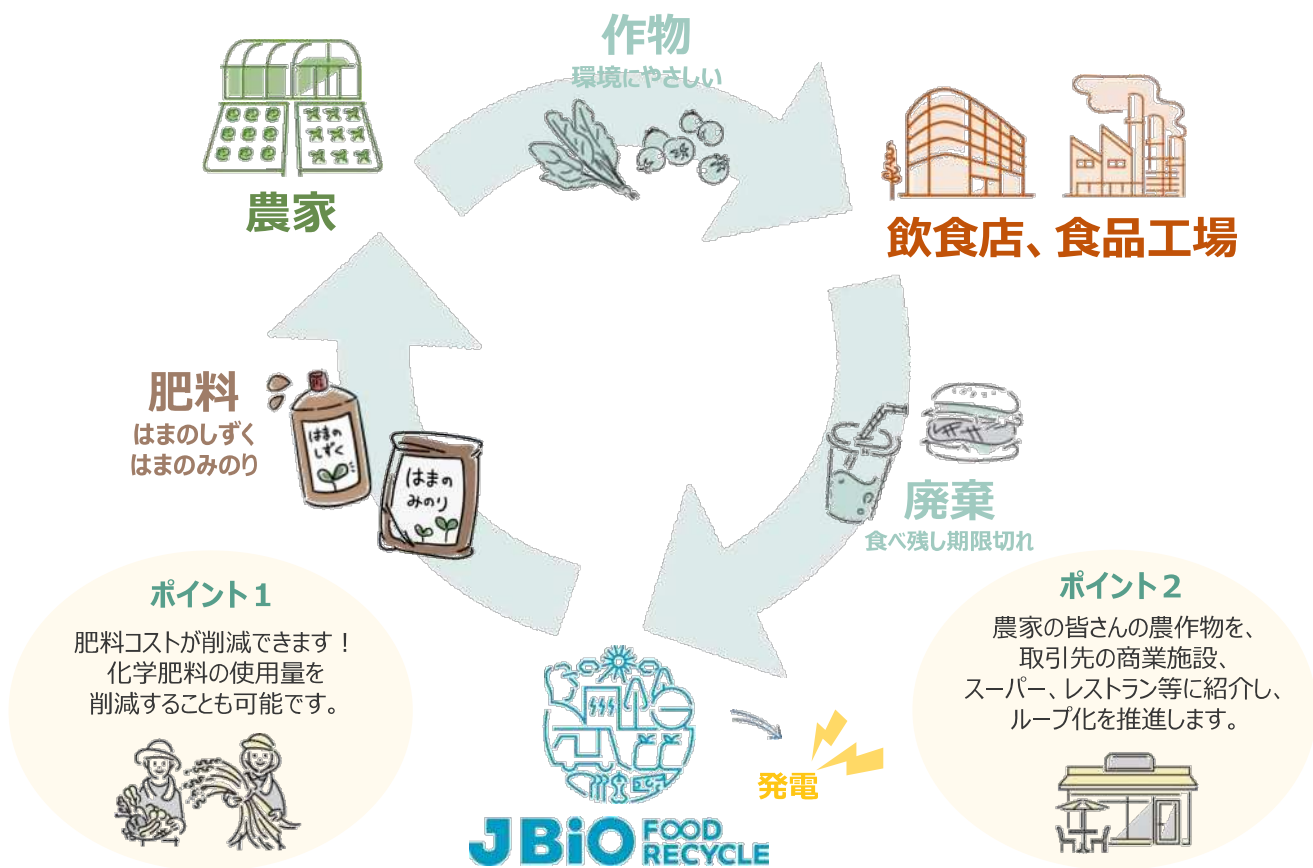 作物
環境にやさしい
農家
飲食店、食品工場
肥料
はまのしずく
はまのみのり
はまの
しずく
はまの
みのり
廃棄
食べ残し期限切れ
ポイント１
肥料コストが削減できます！
化学肥料の使用量を
削減することも可能です。
ポイント２
農家の皆さんの農作物を、
取引先の商業施設、
スーパー、レストラン等に紹介し、
ループ化を推進します。
発電
JBiO FOOD
RECYCLE